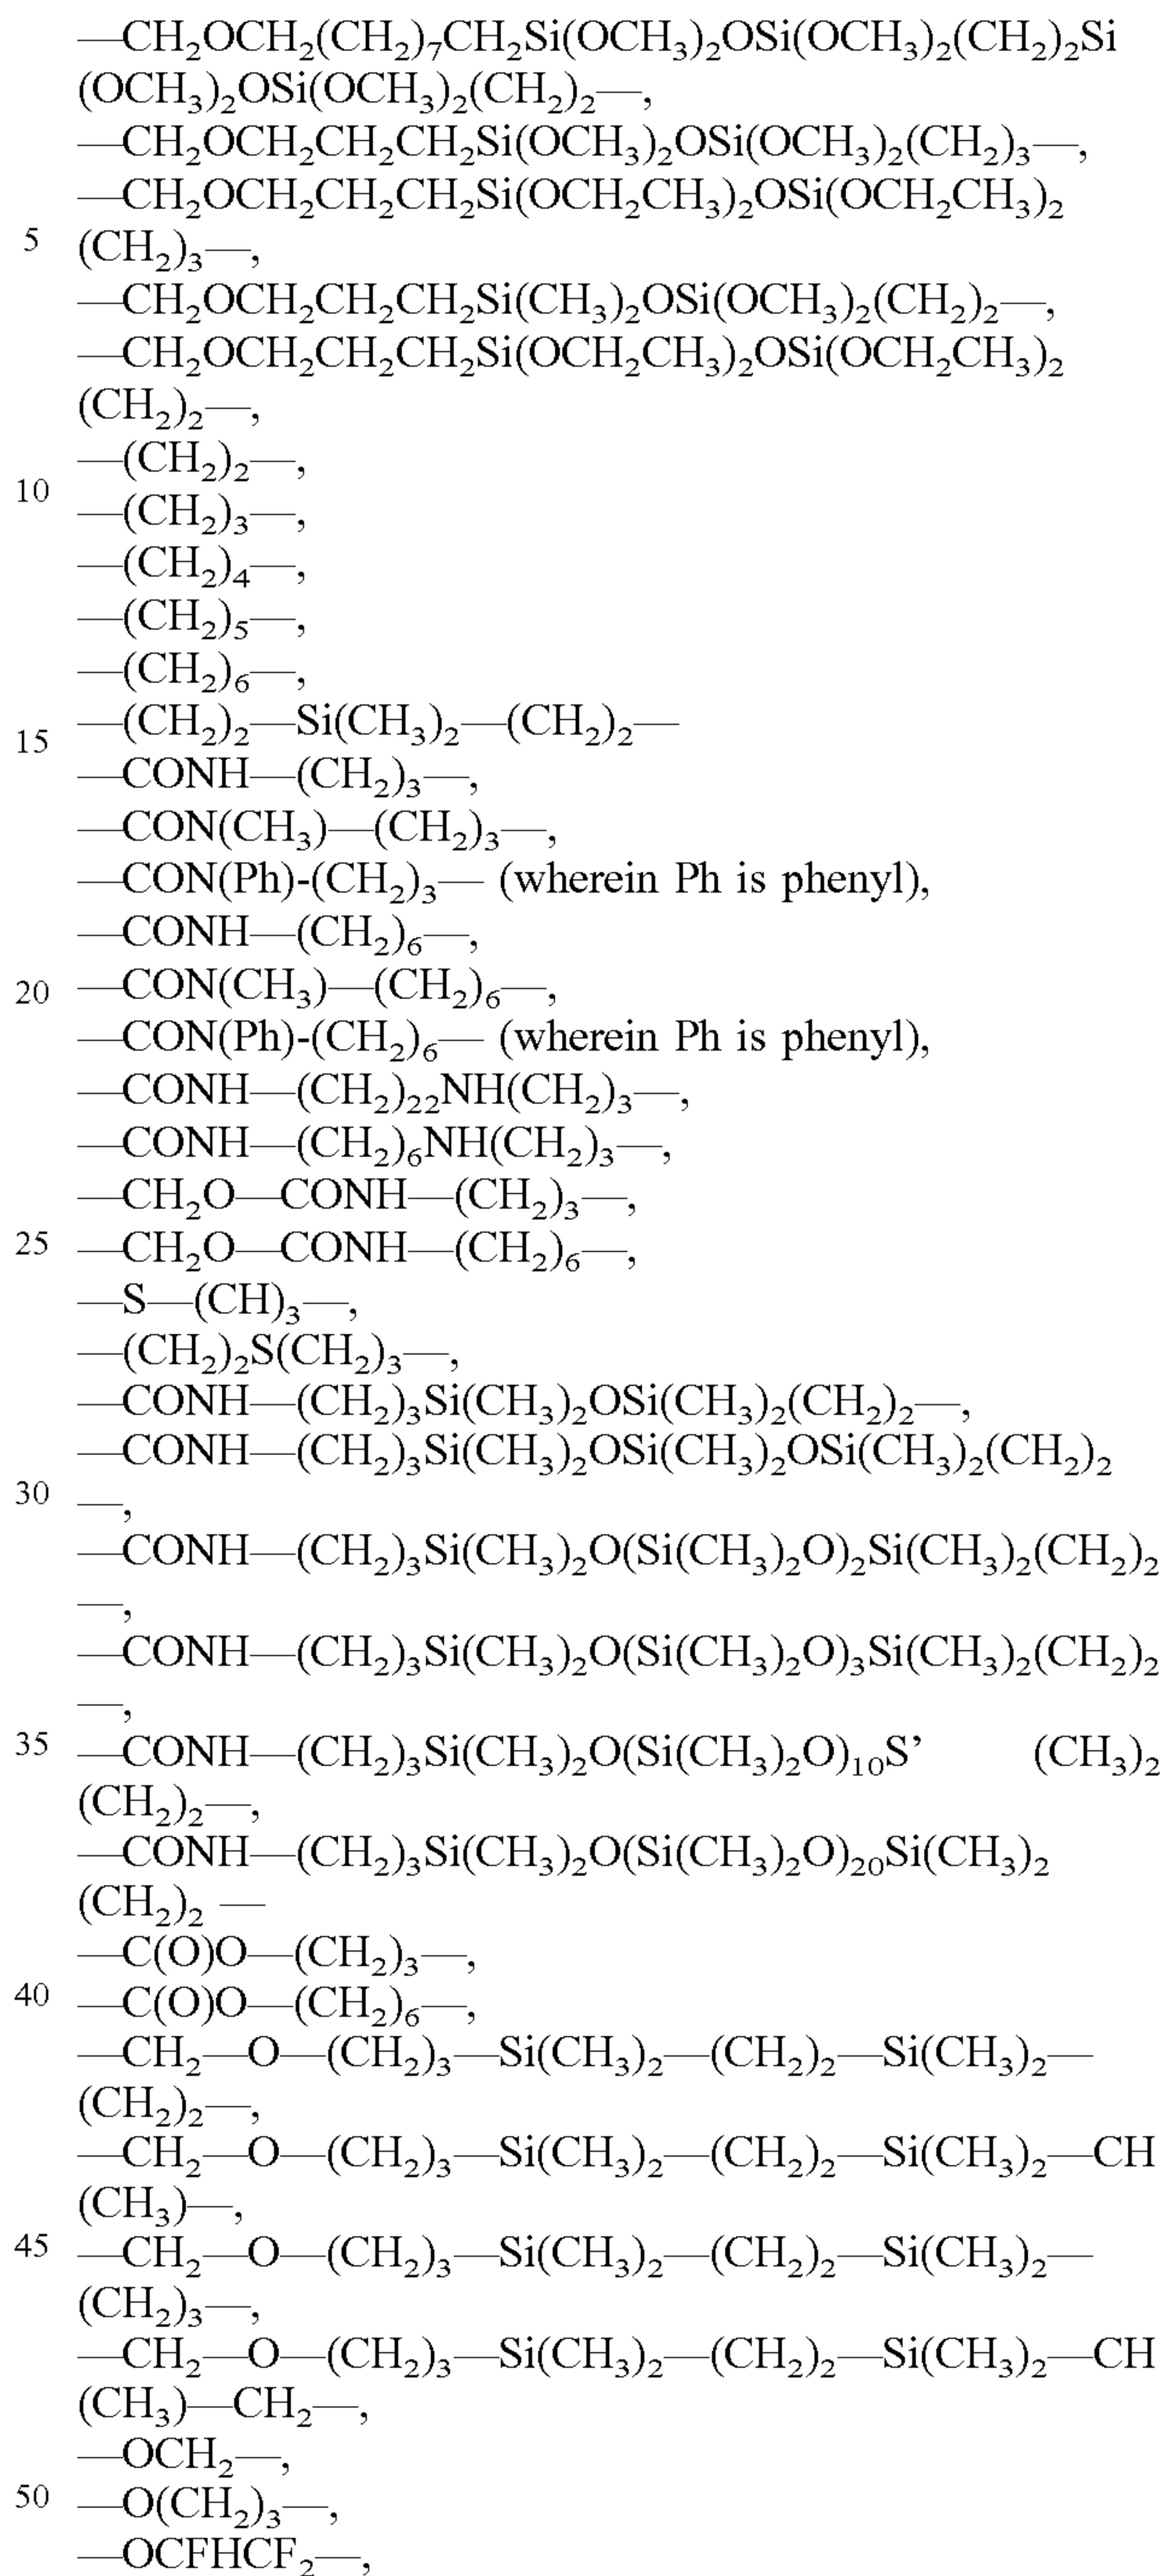 —CH₂OCH₂(CH₂)₇CH₂Si(OCH₃)₂OSi(OCH₃)₂(CH₂)₂Si
(OCH₃)₂OSi(OCH₃)₂(CH₂)₂—,
—CH₂OCH₂CH₂CH₂Si(OCH₃)₂OSi(OCH₃)₂(CH₂)₃—,
—CH₂OCH₂CH₂CH₂Si(OCH₂CH₃)₂OSi(OCH₂CH₃)₂
5 (CH₂)₃—,
—CH₂OCH₂CH₂CH₂Si(CH₃)₂OSi(OCH₃)₂(CH₂)₂—,
—CH₂OCH₂CH₂CH₂Si(OCH₂CH₃)₂OSi(OCH₂CH₃)₂
(CH₂)₂—,
—(CH₂)₂—,
10 —(CH₂)₃—,
—(CH₂)₄—,
—(CH₂)₅—,
—(CH₂)₆—,
—(CH₂)₂—Si(CH₃)₂—(CH₂)₂—
15 —CONH—(CH₂)₃—,
—CON(CH₃)—(CH₂)₃—,
—CON(Ph)-(CH₂)₃— (wherein Ph is phenyl),
—CONH—(CH₂)₆—,
20 —CON(CH₃)—(CH₂)₆—,
—CON(Ph)-(CH₂)₆— (wherein Ph is phenyl),
—CONH—(CH₂)₂₂NH(CH₂)₃—,
—CONH—(CH₂)₆NH(CH₂)₃—,
—CH₂O—CONH—(CH₂)₃—,
25 —CH₂O—CONH—(CH₂)₆—,
—S—(CH)₃—,
—(CH₂)₂S(CH₂)₃—,
—CONH—(CH₂)₃Si(CH₃)₂OSi(CH₃)₂(CH₂)₂—,
—CONH—(CH₂)₃Si(CH₃)₂OSi(CH₃)₂OSi(CH₃)₂(CH₂)₂
30 —,
—CONH—(CH₂)₃Si(CH₃)₂O(Si(CH₃)₂O)₂Si(CH₃)₂(CH₂)₂
—,
—CONH—(CH₂)₃Si(CH₃)₂O(Si(CH₃)₂O)₃Si(CH₃)₂(CH₂)₂
—,
35 —CONH—(CH₂)₃Si(CH₃)₂O(Si(CH₃)₂O)₁₀S’ (CH₃)₂
(CH₂)₂—,
—CONH—(CH₂)₃Si(CH₃)₂O(Si(CH₃)₂O)₂₀Si(CH₃)₂
(CH₂)₂ —
—C(O)O—(CH₂)₃—,
40 —C(O)O—(CH₂)₆—,
—CH₂—O—(CH₂)₃—Si(CH₃)₂—(CH₂)₂—Si(CH₃)₂—
(CH₂)₂—,
—CH₂—O—(CH₂)₃—Si(CH₃)₂—(CH₂)₂—Si(CH₃)₂—CH
(CH₃)—,
45 —CH₂—O—(CH₂)₃—Si(CH₃)₂—(CH₂)₂—Si(CH₃)₂—
(CH₂)₃—,
—CH₂—O—(CH₂)₃—Si(CH₃)₂—(CH₂)₂—Si(CH₃)₂—CH
(CH₃)—CH₂—,
—OCH₂—,
50 —O(CH₂)₃—,
—OCFHCF₂—,